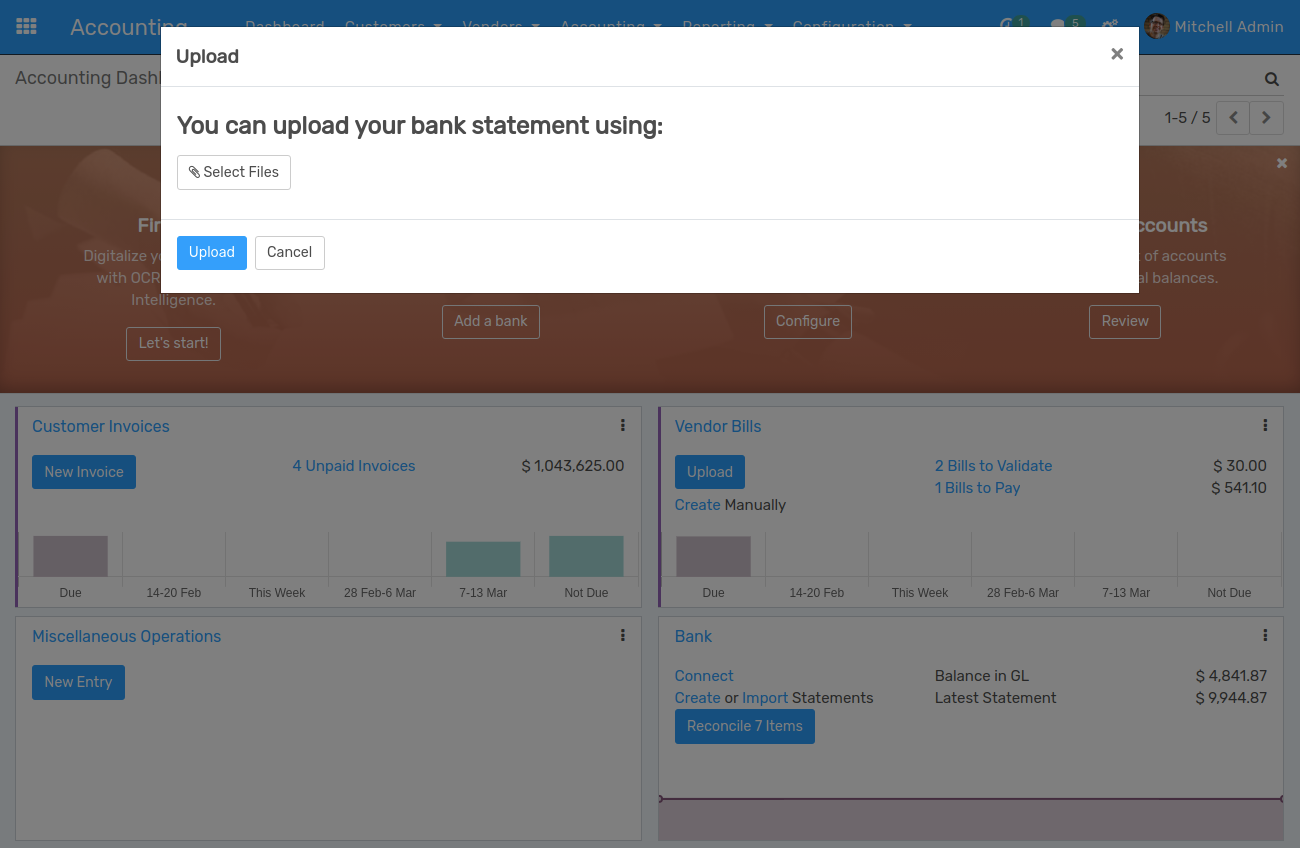 Accounting
Dashboard Customers Vendors Accounting Reporting Configuration
1 5 Mitchell Admin
Upload
Accounting
1-5 / 5
You can upload your bank statement using:
Select Files
Upload Cancel
Digitalize
with OCR
Intelligence.
Let's start!
Add a bank
Configure
of accounts
balances.
Review
Customer Invoices
New Invoice
4 Unpaid Invoices $ 1,043,625.00
Due 14-20 Feb This Week 28 Feb-6 Mar 7-13 Mar Not Due
Vendor Bills
Upload
2 Bills to Validate $ 30.00
1 Bills to Pay $ 541.10
Create Manually
Due 14-20 Feb This Week 28 Feb-6 Mar 7-13 Mar Not Due
Miscellaneous Operations
New Entry
Bank
Connect
Create or Import Statements
Reconcile 7 Items
Balance in GL $ 4,841.87
Latest Statement $ 9,944.87